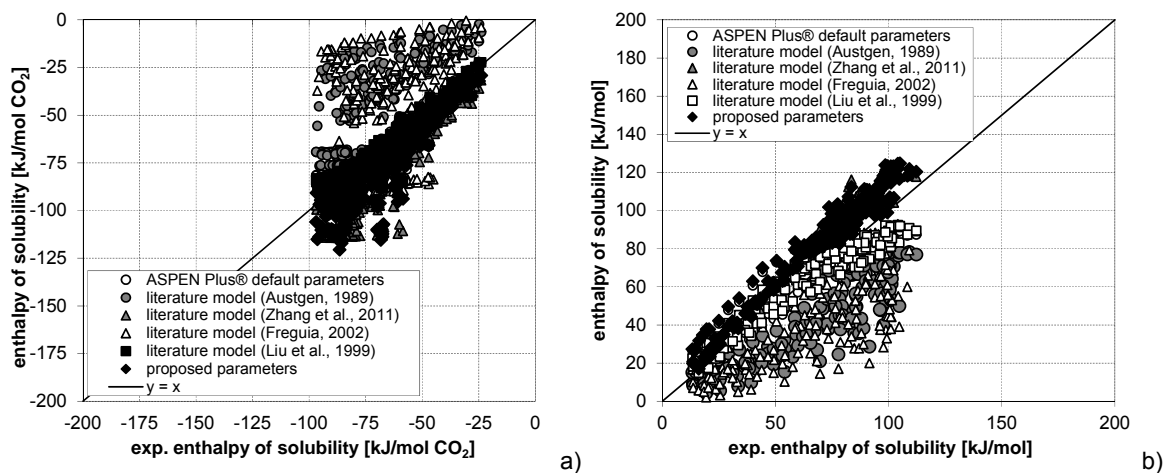 enthalpy of solubility [kJ/mol CO₂]
0
-25
-50
-75
-100
-125
-150
-175
-200
ASPEN Plus® default parameters
literature model (Austgen, 1989)
literature model (Zhang et al., 2011)
literature model (Freguia, 2002)
literature model (Liu et al., 1999)
proposed parameters
y = x
-200 -175 -150 -125 -100 -75 -50 -25 0
exp. enthalpy of solubility [kJ/mol CO₂]
a)
enthalpy of solubility [kJ/mol]
200
180
160
140
120
100
80
60
40
20
0
ASPEN Plus® default parameters
literature model (Austgen, 1989)
literature model (Zhang et al., 2011)
literature model (Freguia, 2002)
literature model (Liu et al., 1999)
proposed parameters
y = x
0 50 100 150 200
exp. enthalpy of solubility [kJ/mol]
b)